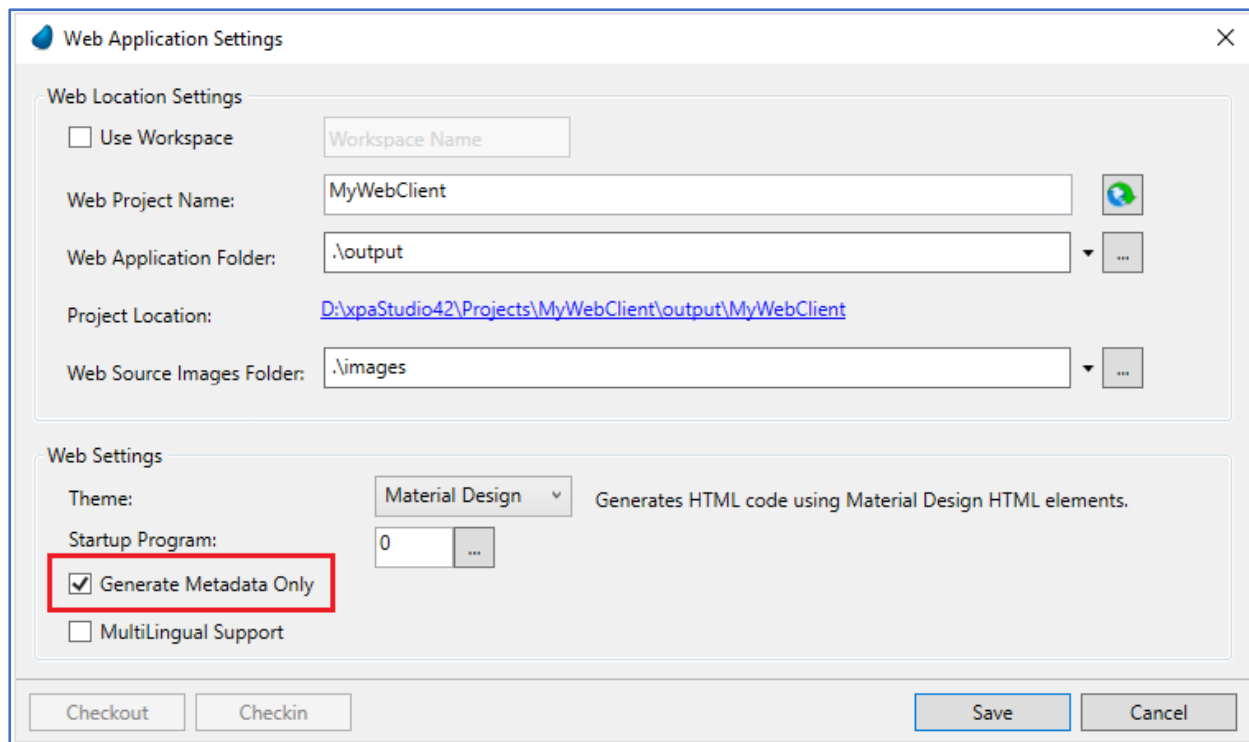 Web Application Settings
Web Location Settings
Use Workspace Workspace Name
Web Project Name: MyWebClient
Web Application Folder: .\output ...
Project Location: D:\xpaStudio42\Projects\MyWebClient\output\MyWebClient
Web Source Images Folder: .\images ...
Web Settings
Theme: Material Design Generates HTML code using Material Design HTML elements.
Startup Program: 0 ...
Generate Metadata Only
MultiLingual Support
Checkout Checkin Save Cancel